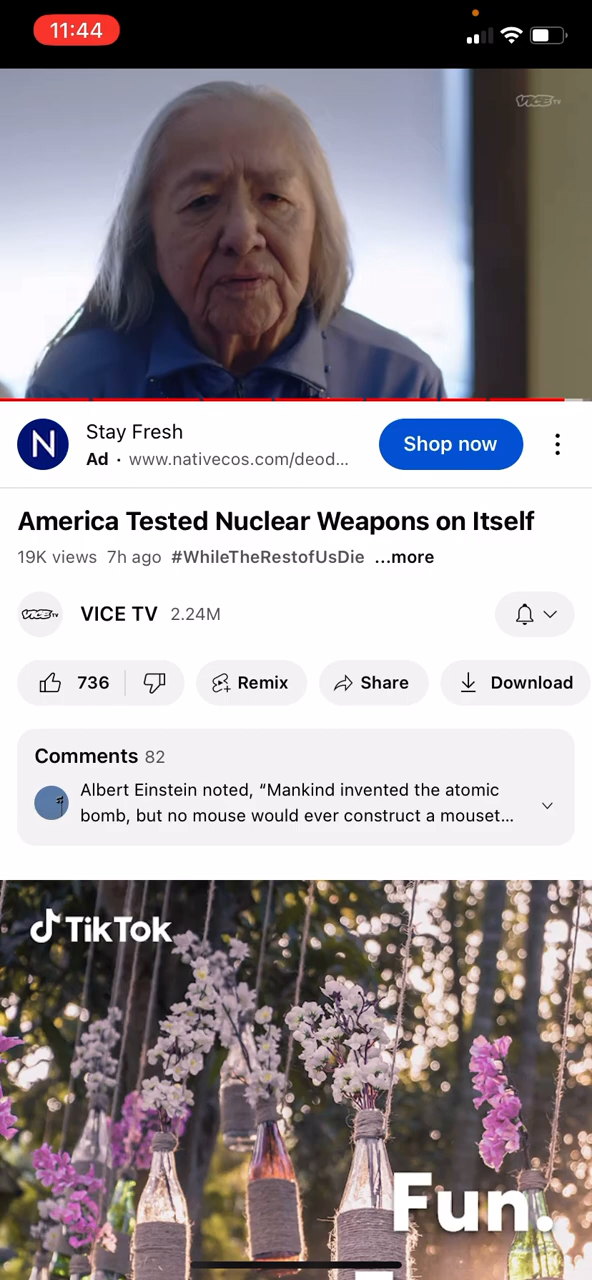 11:44
VICE TV
N
Stay Fresh
Ad · www.nativecos.com/deod...
Shop now
America Tested Nuclear Weapons on Itself
19K views 7h ago #WhileTheRestofUsDie ...more
VICE TV
VICE TV 2.24M
736
Remix
Share
Download
Comments 82
Albert Einstein noted, “Mankind invented the atomic
bomb, but no mouse would ever construct a mouset...
TikTok
Fun.